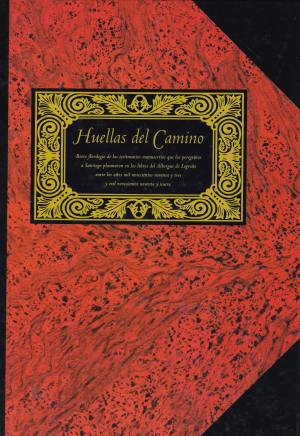 Huellas del Camino
Breve florilegio de los testimonios manuscritos que los peregrinos
a Santiago plasmaron en los libros del Albergue de Logroño
entre los años mil novecientos noventa y tres
y mil novecientos noventa y nueve